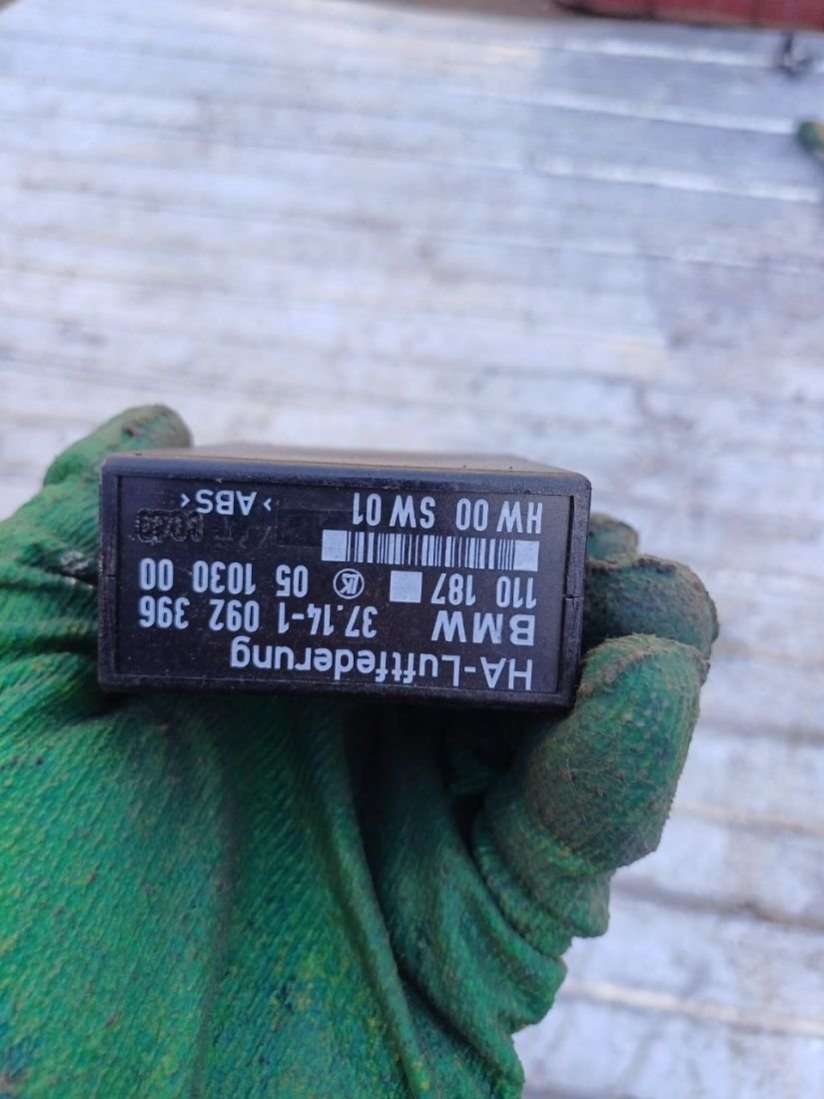 HA-Luftfederung
BMW 37.14-1 092 396
110 187 05 1030 00
HW 00 SW 01 >ABS<